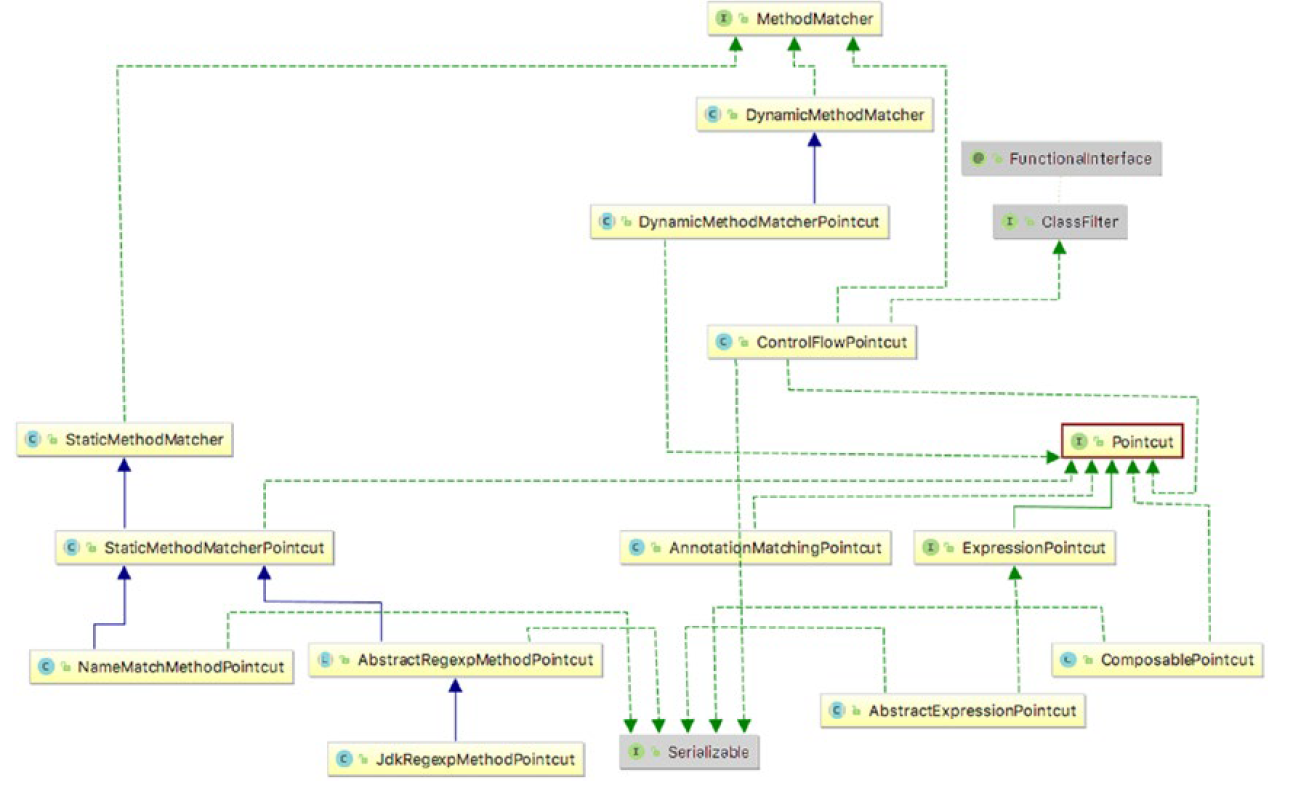 MethodMatcher
DynamicMethodMatcher
FunctionalInterface
DynamicMethodMatcherPointcut
ClassFilter
ControlFlowPointcut
StaticMethodMatcher
Pointcut
StaticMethodMatcherPointcut
AnnotationMatchingPointcut
ExpressionPointcut
NameMatchMethodPointcut
AbstractRegexpMethodPointcut
ComposablePointcut
AbstractExpressionPointcut
JdkRegexpMethodPointcut
Serializable